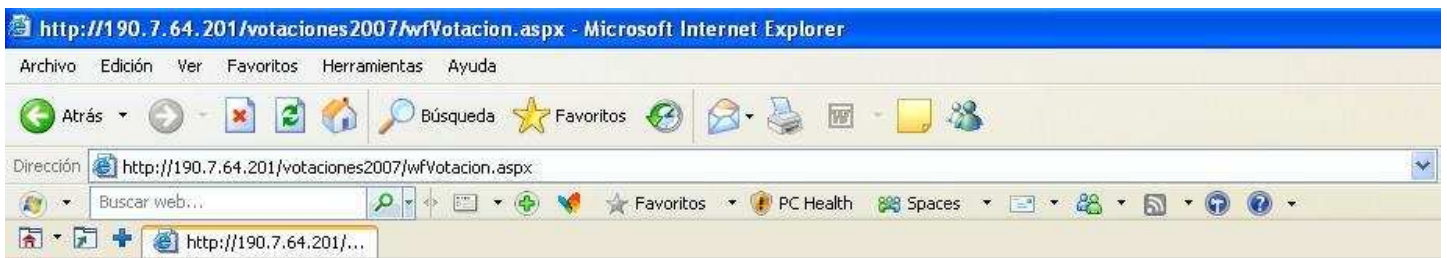 http://190.7.64.201/votaciones2007/wfVotacion.aspx - Microsoft Internet Explorer
Archivo Edición Ver Favoritos Herramientas Ayuda
Atrás Búsqueda Favoritos
Dirección http://190.7.64.201/votaciones2007/wfVotacion.aspx
Buscar web... Favoritos PC Health Spaces
http://190.7.64.201/...